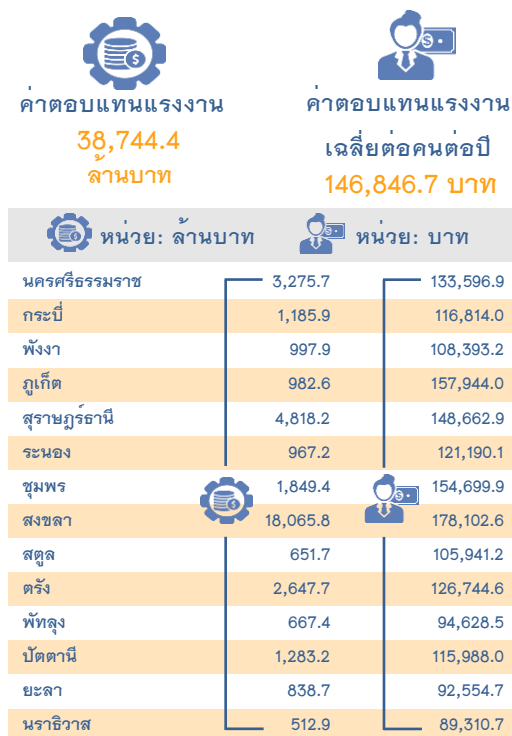 ค่าตอบแทนแรงงาน
38,744.4
ล้านบาท
ค่าตอบแทนแรงงาน
เฉลี่ยต่อคนต่อปี
146,846.7 บาท
หน่วย: ล้านบาท หน่วย: บาท
นครศรีธรรมราช 3,275.7 133,596.9
กระบี่ 1,185.9 116,814.0
พังงา 997.9 108,393.2
ภูเก็ต 982.6 157,944.0
สุราษฎร์ธานี 4,818.2 148,662.9
ระนอง 967.2 121,190.1
ชุมพร 1,849.4 154,699.9
สงขลา 18,065.8 178,102.6
สตูล 651.7 105,941.2
ตรัง 2,647.7 126,744.6
พัทลุง 667.4 94,628.5
ปัตตานี 1,283.2 115,988.0
ยะลา 838.7 92,554.7
นราธิวาส 512.9 89,310.7